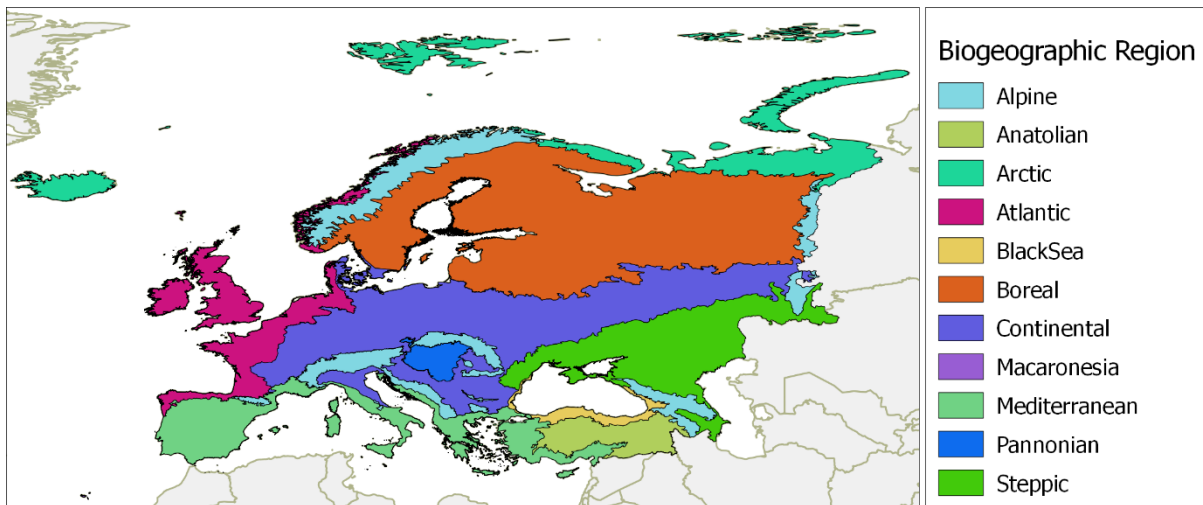 Biogeographic Region
Alpine
Anatolian
Arctic
Atlantic
BlackSea
Boreal
Continental
Macaronesia
Mediterranean
Pannonian
Steppic